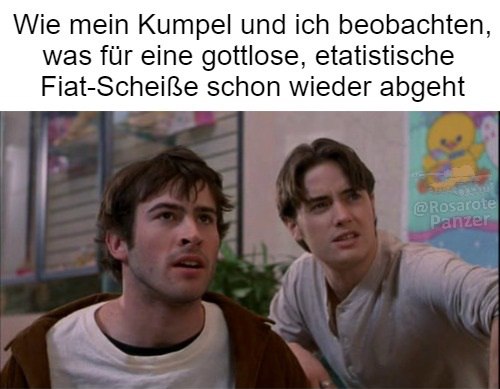 Wie mein Kumpel und ich beobachten,
was für eine gottlose, etatistische
Fiat-Scheiße schon wieder abgeht
@Rosarote
Panzer